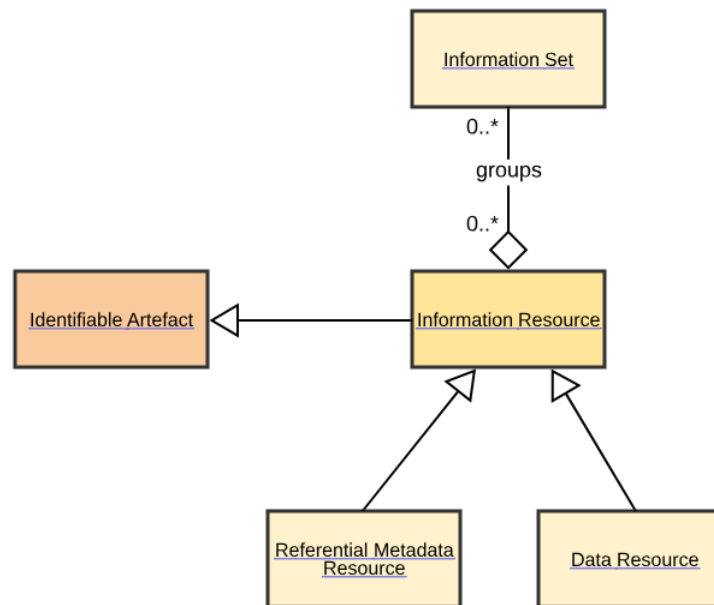 Information Set
0..*
groups
0..*
Identifiable Artefact
Information Resource
Referential Metadata
Resource
Data Resource